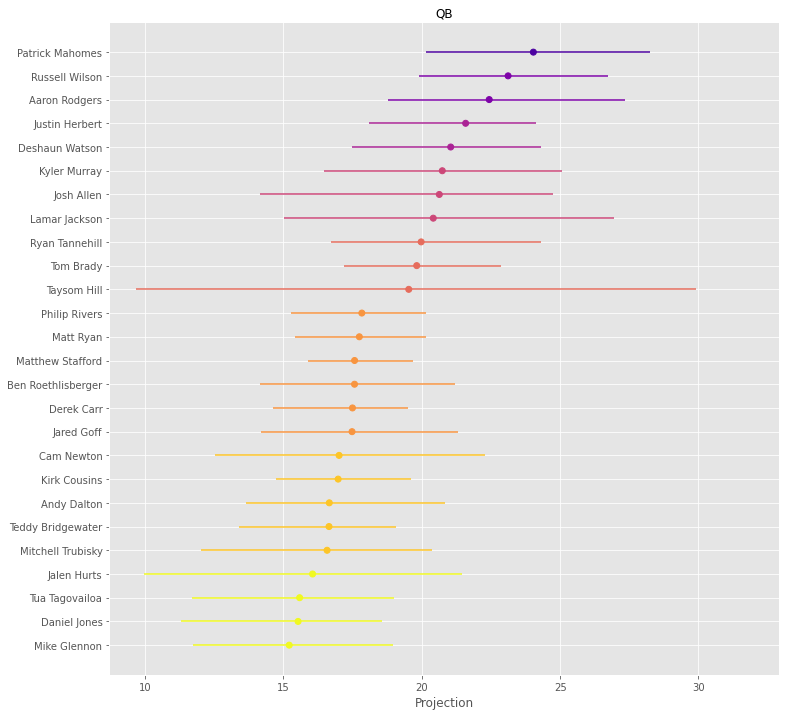 QB
Patrick Mahomes
Russell Wilson
Aaron Rodgers
Justin Herbert
Deshaun Watson
Kyler Murray
Josh Allen
Lamar Jackson
Ryan Tannehill
Tom Brady
Taysom Hill
Philip Rivers
Matt Ryan
Matthew Stafford
Ben Roethlisberger
Derek Carr
Jared Goff
Cam Newton
Kirk Cousins
Andy Dalton
Teddy Bridgewater
Mitchell Trubisky
Jalen Hurts
Tua Tagovailoa
Daniel Jones
Mike Glennon
10 15 20 25 30
Projection